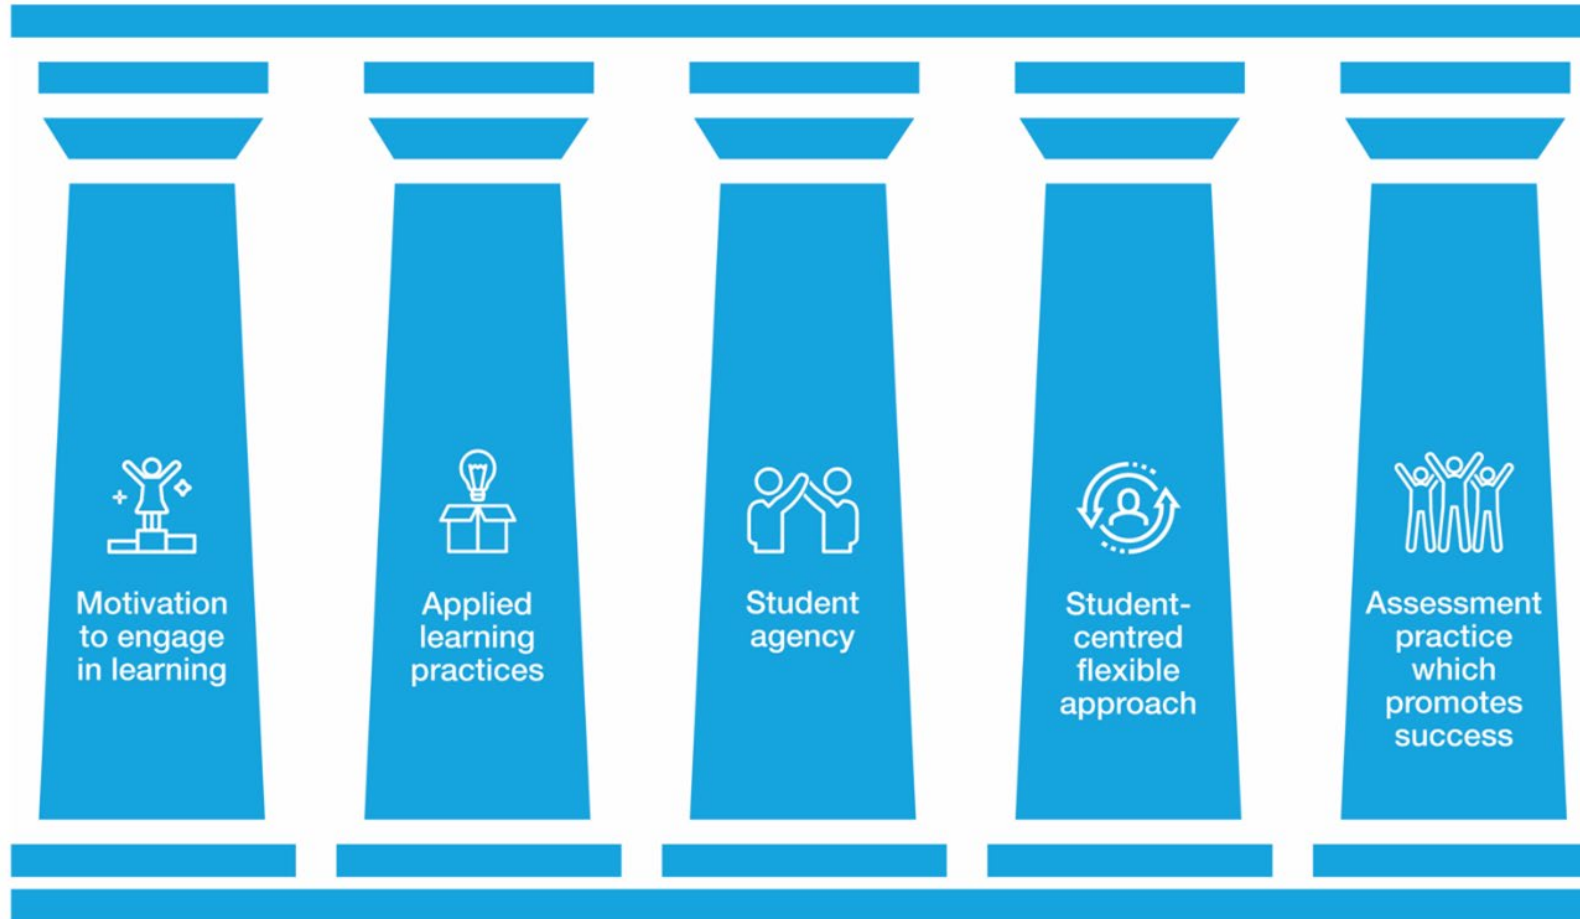 Motivation
to engage
in learning
Applied
learning
practices
Student
agency
Student-
centred
flexible
approach
Assessment
practice
which
promotes
success